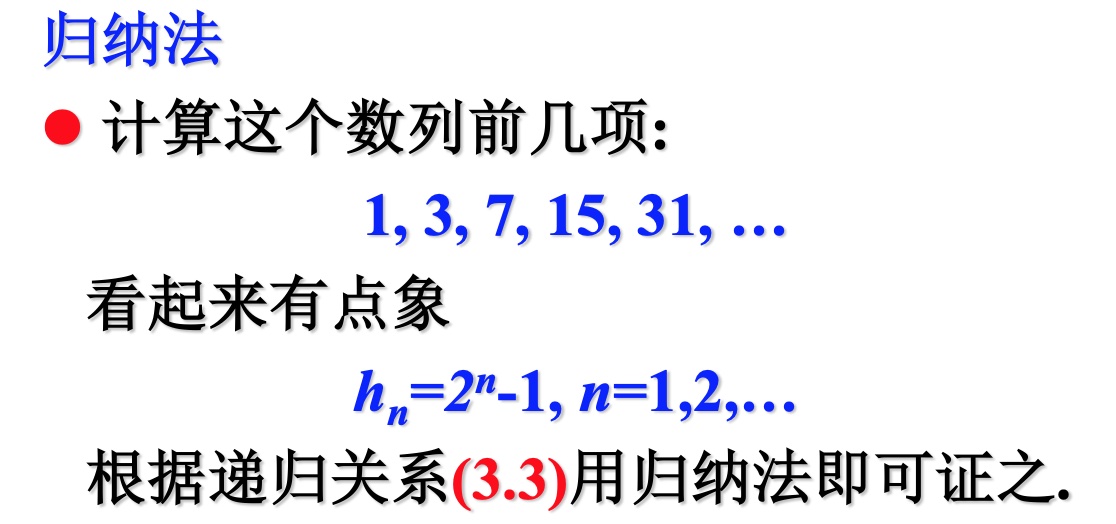 归纳法
● 计算这个数列前几项:
1, 3, 7, 15, 31, …
看起来有点象
hₙ=2ⁿ-1, n=1,2,…
根据递归关系(3.3)用归纳法即可证之.